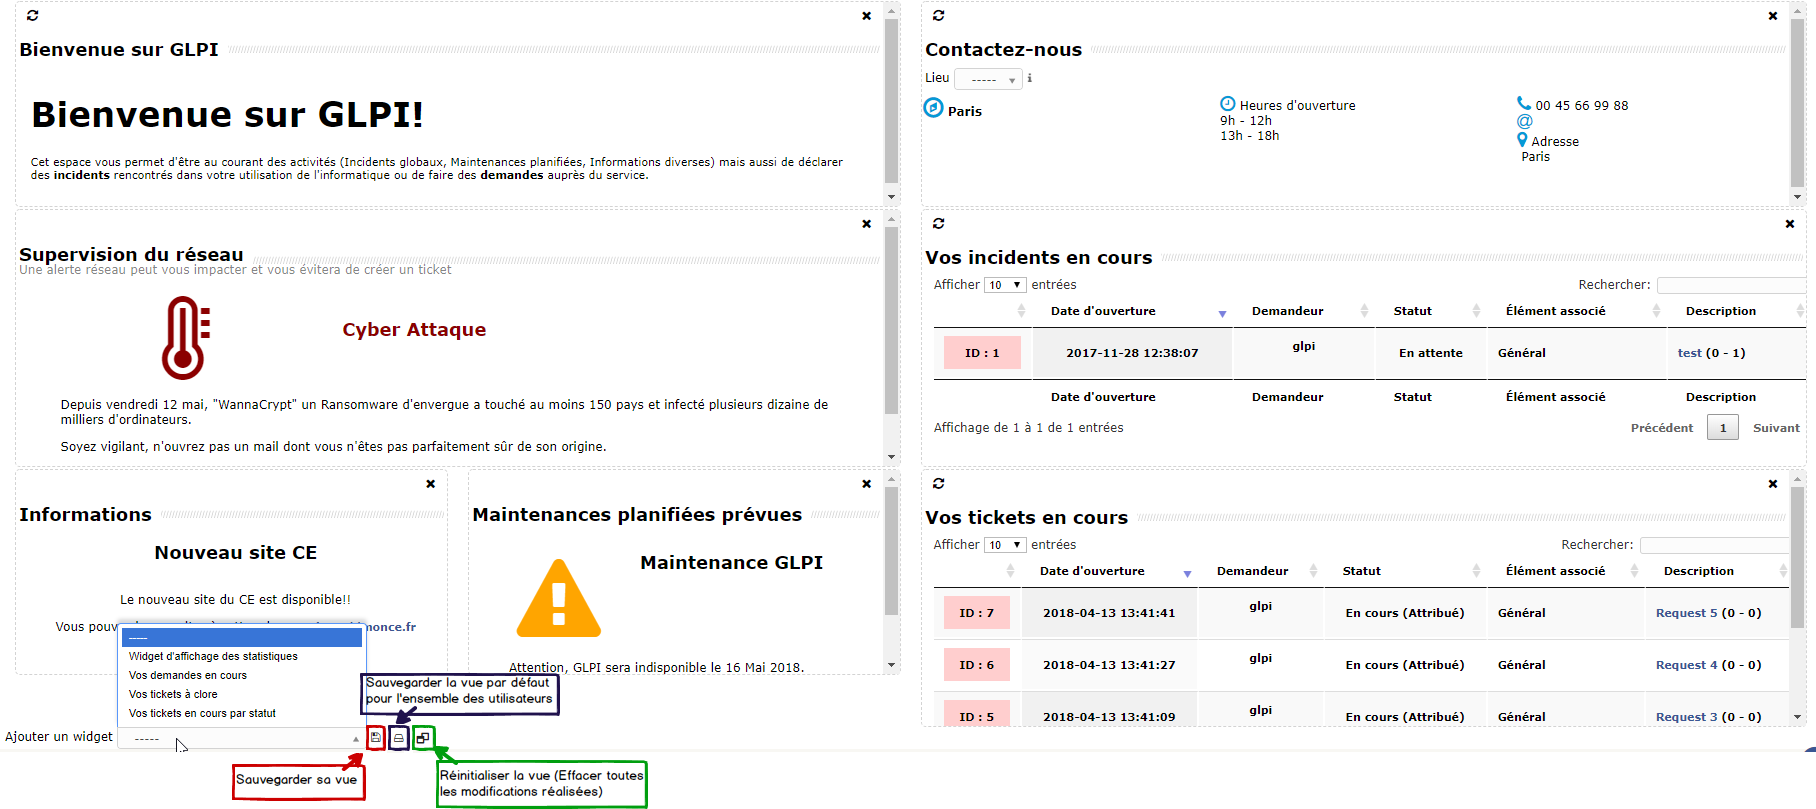 Bienvenue sur GLPI
Bienvenue sur GLPI!
Cet espace vous permet d'être au courant des activités (Incidents globaux, Maintenances planifiées, Informations diverses) mais aussi de déclarer
des incidents rencontrés dans votre utilisation de l'informatique ou de faire des demandes auprès du service.
Contactez-nous
Lieu ----- i
Paris
Heures d'ouverture
9h - 12h
13h - 18h
00 45 66 99 88
@
Adresse
Paris
Supervision du réseau
Une alerte réseau peut vous impacter et vous évitera de créer un ticket
Cyber Attaque
Depuis vendredi 12 mai, "WannaCrypt" un Ransomware d'envergue a touché au moins 150 pays et infecté plusieurs dizaine de
milliers d'ordinateurs.
Soyez vigilant, n'ouvrez pas un mail dont vous n'êtes pas parfaitement sûr de son origine.
Vos incidents en cours
Afficher 10 entrées Rechercher:
Date d'ouverture Demandeur Statut Élément associé Description
ID : 1 2017-11-28 12:38:07 glpi En attente Général test (0 - 1)
Date d'ouverture Demandeur Statut Élément associé Description
Affichage de 1 à 1 de 1 entrées Précédent 1 Suivant
Informations
Nouveau site CE
Le nouveau site du CE est disponible!!
Vous pouv
monce.fr
Maintenances planifiées prévues
Maintenance GLPI
Attention, GLPI sera indisponible le 16 Mai 2018.
Vos tickets en cours
Afficher 10 entrées Rechercher:
Date d'ouverture Demandeur Statut Élément associé Description
ID : 7 2018-04-13 13:41:41 glpi En cours (Attribué) Général Request 5 (0 - 0)
ID : 6 2018-04-13 13:41:27 glpi En cours (Attribué) Général Request 4 (0 - 0)
ID : 5 2018-04-13 13:41:09 glpi En cours (Attribué) Général Request 3 (0 - 0)
-----
Widget d'affichage des statistiques
Vos demandes en cours
Vos tickets à clore
Vos tickets en cours par statut
Ajouter un widget -----
Sauvegarder la vue par défaut
pour l'ensemble des utilisateurs
Sauvegarder sa vue
Réinitialiser la vue (Effacer toutes
les modifications réalisées)